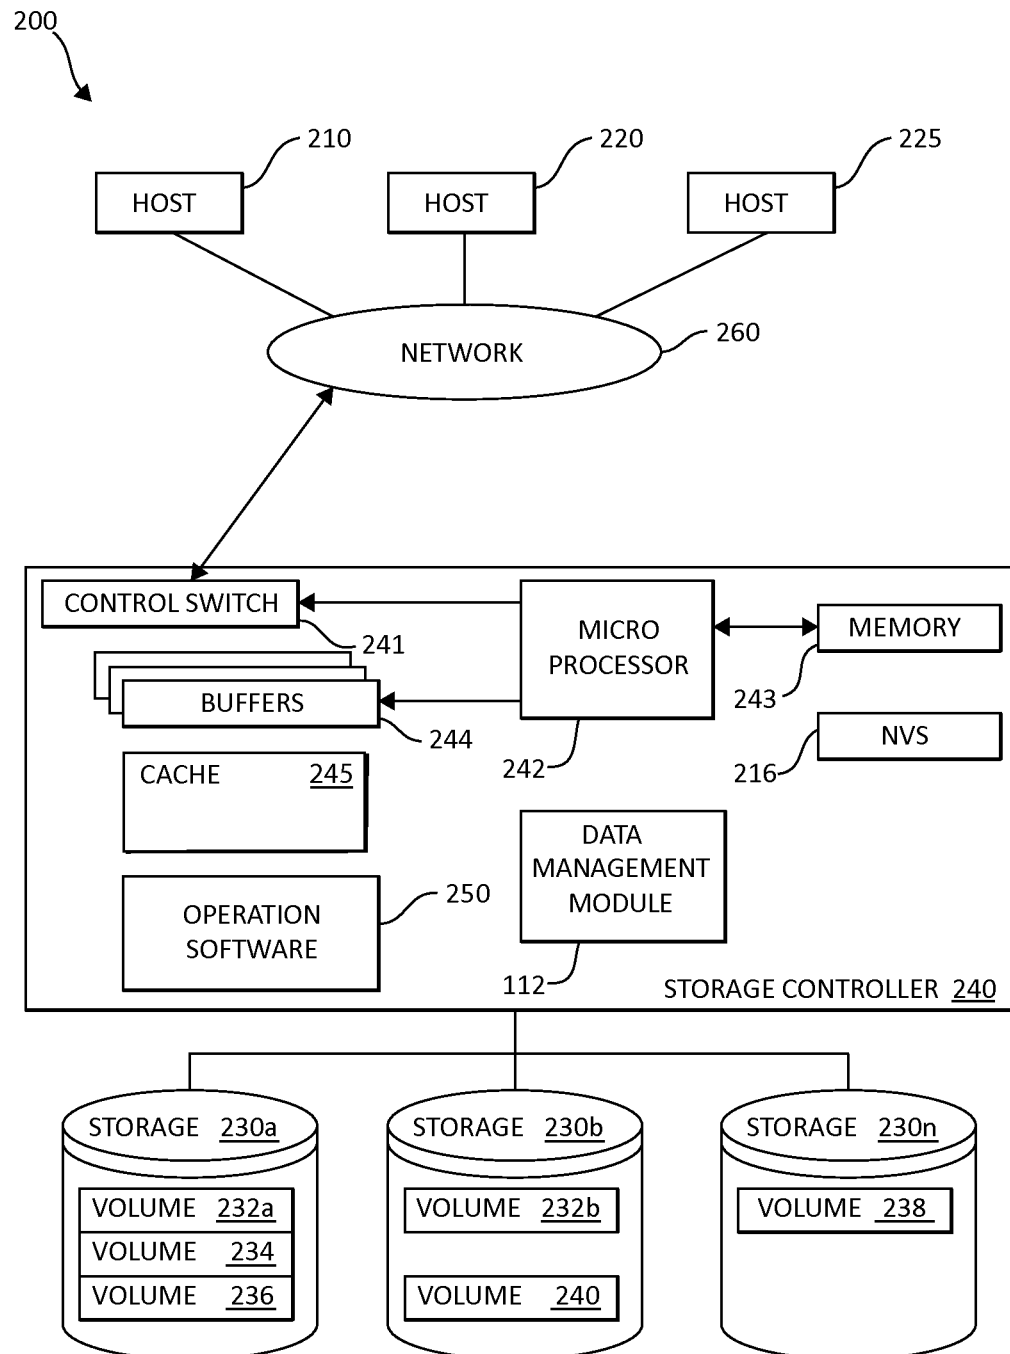 200
210
220
225
HOST
HOST
HOST
NETWORK
260
CONTROL SWITCH
241
MICRO
PROCESSOR
242
MEMORY
243
BUFFERS
244
NVS
216
CACHE 245
DATA
MANAGEMENT
MODULE
112
OPERATION
SOFTWARE
250
STORAGE CONTROLLER 240
STORAGE 230a
STORAGE 230b
STORAGE 230n
VOLUME 232a
VOLUME 234
VOLUME 236
VOLUME 232b
VOLUME 240
VOLUME 238